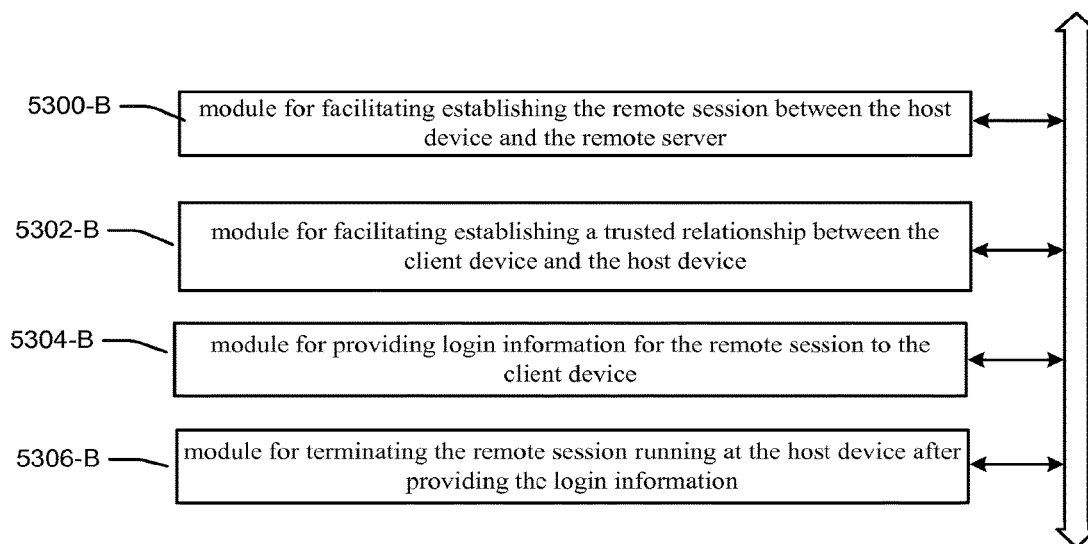 5300-B
module for facilitating establishing the remote session between the host
device and the remote server
5302-B
module for facilitating establishing a trusted relationship between the
client device and the host device
5304-B
module for providing login information for the remote session to the
client device
5306-B
module for terminating the remote session running at the host device after
providing the login information